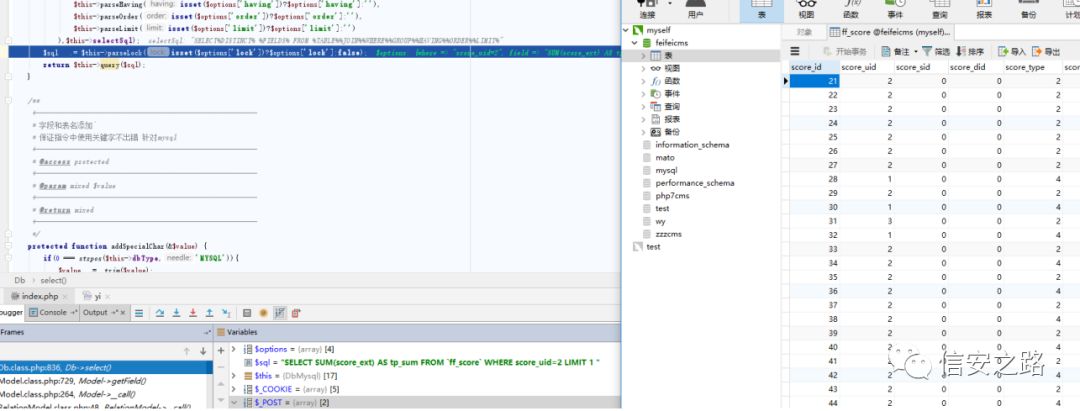 $this->parseHaving( having: isset($options['having'])?$options['having']:''),
$this->parseOrder( order: isset($options['order'])?$options['order']:''),
$this->parseLimit( limit: isset($options['limit'])?$options['limit']:'')
),$this->selectSql); selectSql: "SELECT%DISTINCT% %FIELDS% FROM %TABLE%%JOIN%%WHERE%%GROUP%%HAVING%%ORDER%%LIMIT%"
$sql = $this->parseLock( lock: isset($options['lock'])?$options['lock']:false);
return $this->query($sql);
}
/**
* 字段和表名添加`
* 保证指令中使用关键字不出错 针对mysql
* @access protected
* @param mixed $value
* @return mixed
*/
protected function addSpecialChar(&$value) {
if(0 === strpos($this->dbType, needle: 'MYSQL')){
$value = trim($value);
Db › select()
index.php × yi ×
bugger Console Output
Frames
Variables
Db.class.php:836, Db->select()
Model.class.php:729, Model->getField()
Model.class.php:264, Model->__call()
RelationModel.class.php:48, RelationModel->__call()
$options = (array) [4]
$sql = "SELECT SUM(score_ext) AS tp_sum FROM `ff_score` WHERE score_uid=2 LIMIT 1 "
$this = (DbMysql) [17]
$_COOKIE = (array) [5]
$_POST = (array) [2]
连接 用户 表 视图 函数 事件 查询 报表 备份 计划
myself
feifeicms
表
视图
函数
事件
查询
报表
备份
information_schema
mato
mysql
performance_schema
php7cms
test
wy
zzzcms
test
对象 ff_score @feifeicms (myself)...
开始事务 备注 筛选 排序 导入 导出
score_id score_uid score_sid score_did score_type score
21 2 0 0 2
22 2 0 0 2
23 2 0 0 2
24 2 0 0 2
25 2 0 0 2
26 2 0 0 2
27 2 0 0 2
28 1 0 0 4
29 2 0 0 2
30 1 0 0 4
31 3 0 0 2
32 1 0 0 4
33 2 0 0 2
34 2 0 0 4
35 2 0 0 2
36 2 0 0 4
37 2 0 0 2
38 2 0 0 4
39 2 0 0 2
40 2 0 0 4
41 2 0 0 2
42 2 0 0 4
43 2 0 0 2
44 2 0 0 4
信安之路